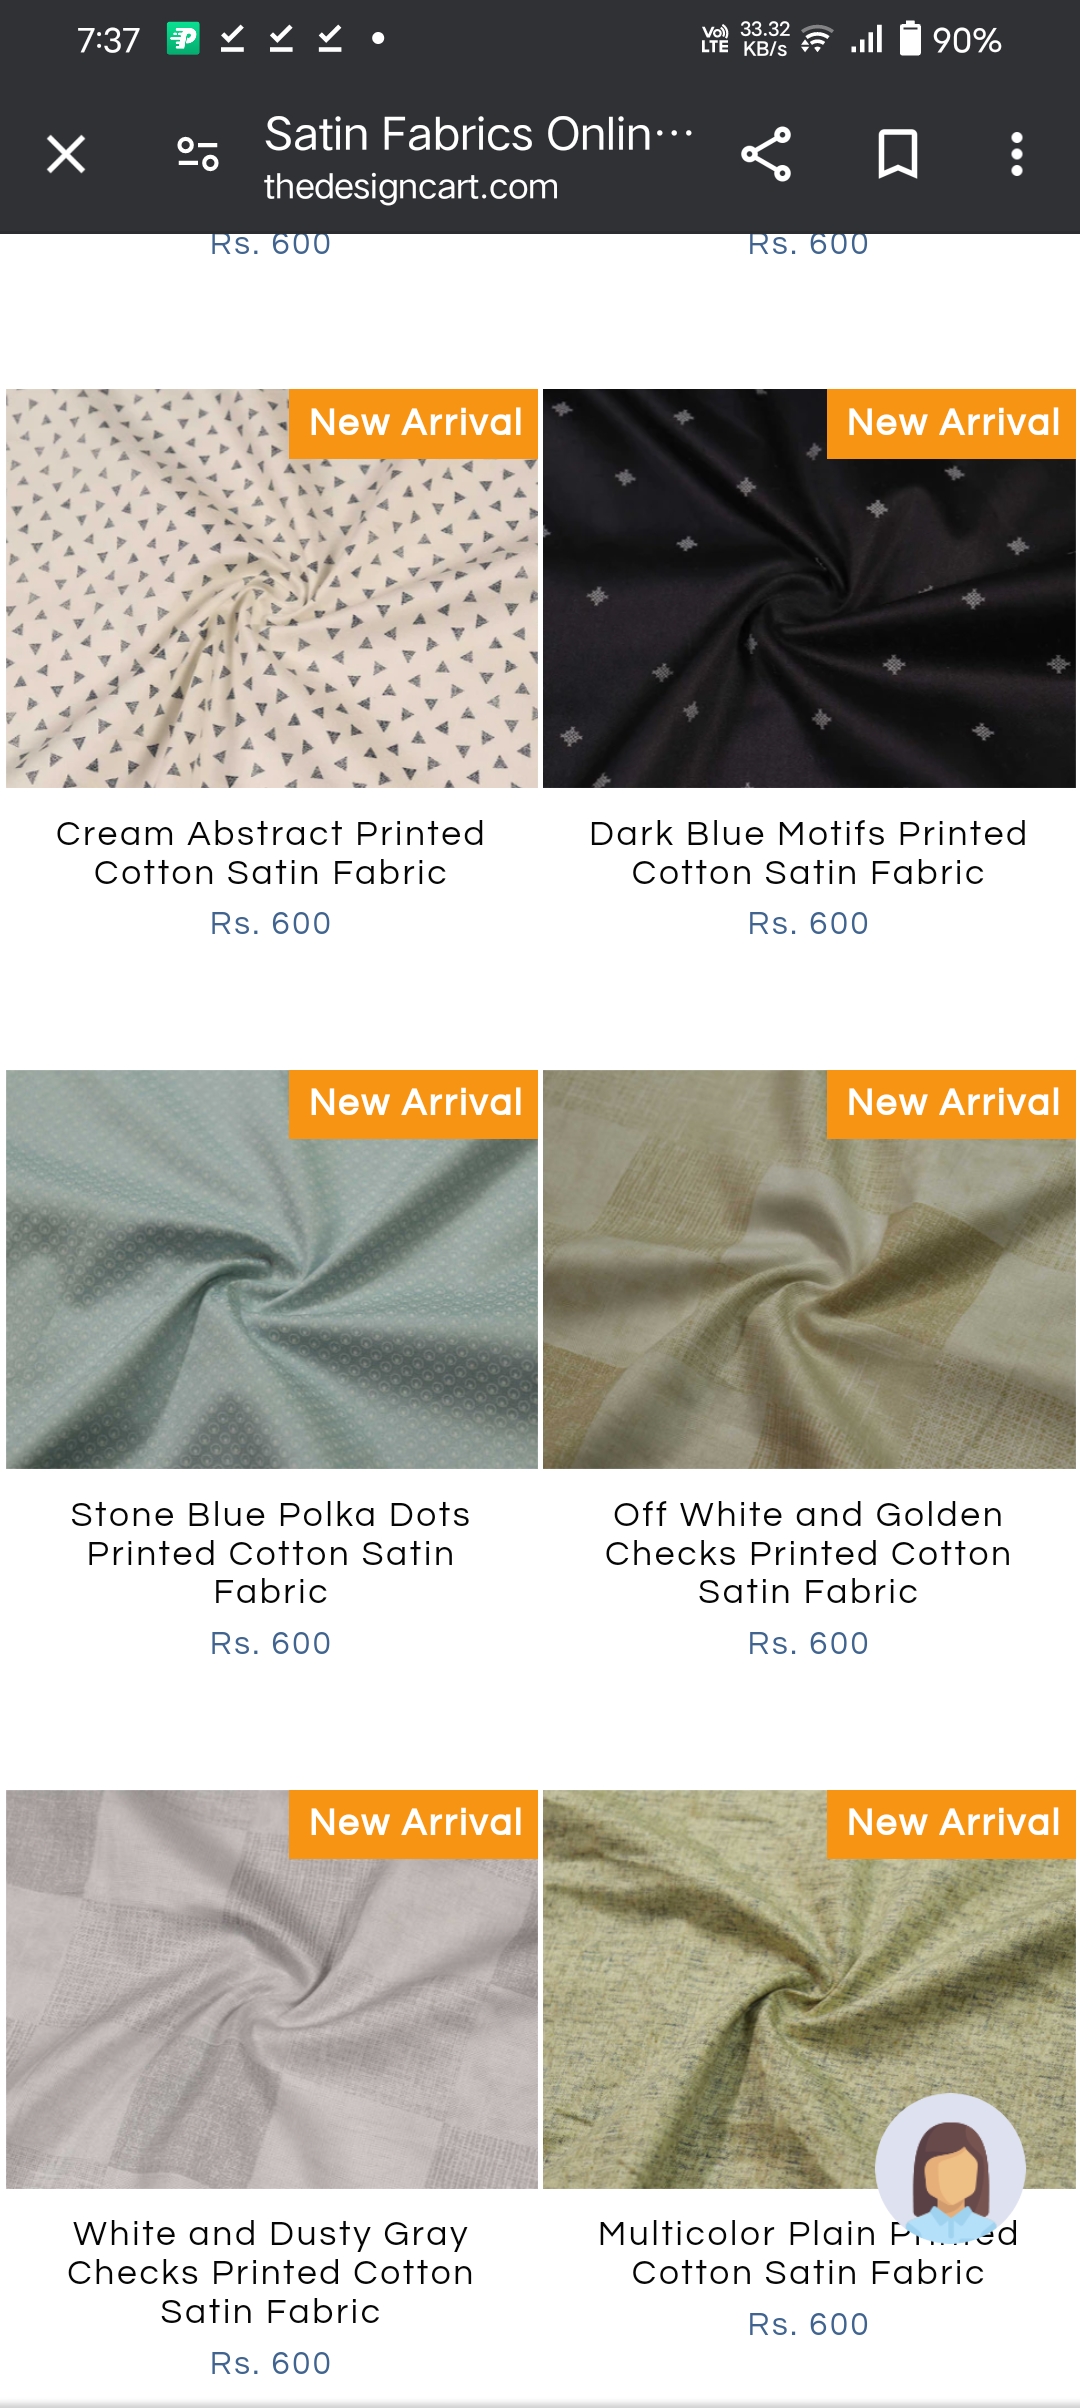 7:37
Vo)) LTE
33.32 KB/s
90%
Satin Fabrics Onlin...
thedesigncart.com
Rs. 600
Rs. 600
New Arrival
New Arrival
Cream Abstract Printed
Cotton Satin Fabric
Rs. 600
Dark Blue Motifs Printed
Cotton Satin Fabric
Rs. 600
New Arrival
New Arrival
Stone Blue Polka Dots
Printed Cotton Satin
Fabric
Rs. 600
Off White and Golden
Checks Printed Cotton
Satin Fabric
Rs. 600
New Arrival
New Arrival
White and Dusty Gray
Checks Printed Cotton
Satin Fabric
Rs. 600
Multicolor Plain Printed
Cotton Satin Fabric
Rs. 600